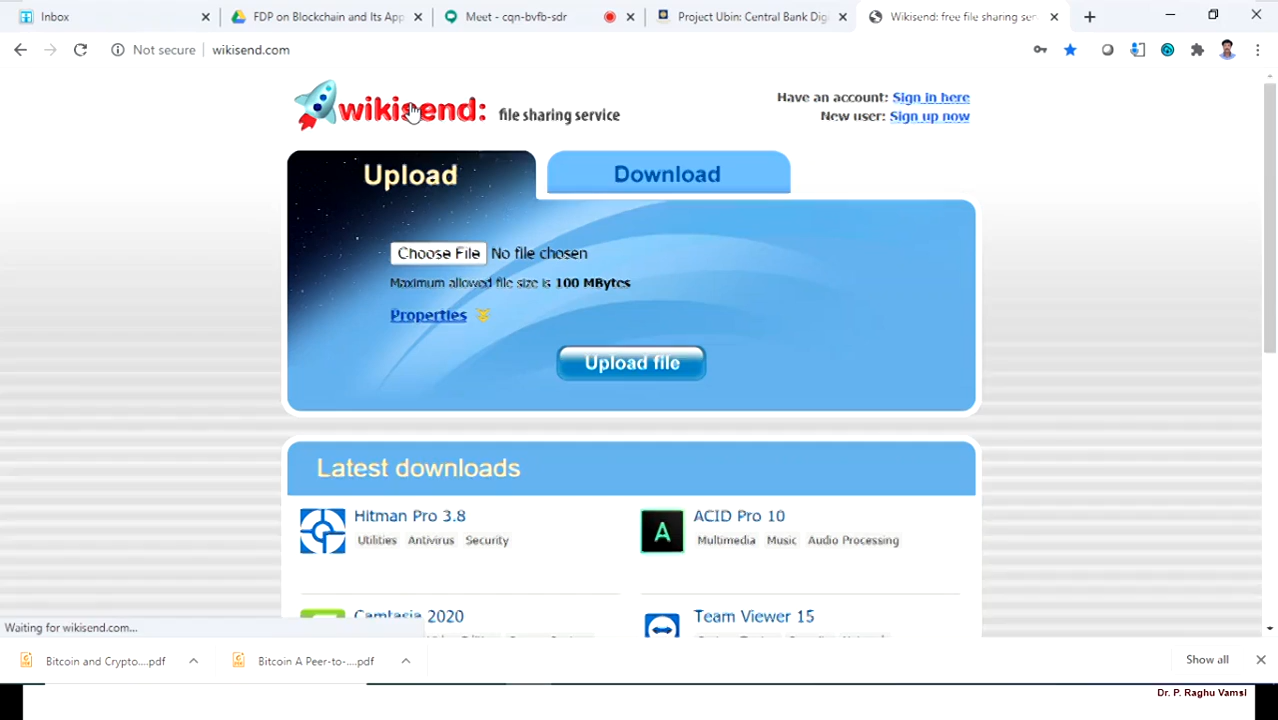 Inbox
FDP on Blockchain and Its App
Meet - cqn-bvfb-sdr
Project Ubin: Central Bank Digi
Wikisend: free file sharing serv
Not secure
wikisend.com
wikisend:
file sharing service
Have an account: Sign in here
New user: Sign up now
Upload
Download
Choose File No file chosen
Maximum allowed file size is 100 MBytes
Properties
Upload file
Latest downloads
Hitman Pro 3.8
Utilities Antivirus Security
ACID Pro 10
Multimedia Music Audio Processing
Camtasia 2020
Team Viewer 15
Waiting for wikisend.com...
Bitcoin and Crypto....pdf
Bitcoin A Peer-to-....pdf
Show all
Dr. P. Raghu Vamsi